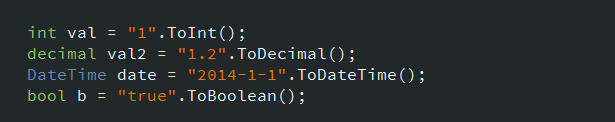 int val = "1".ToInt();
decimal val2 = "1.2".ToDecimal();
DateTime date = "2014-1-1".ToDateTime();
bool b = "true".ToBoolean();